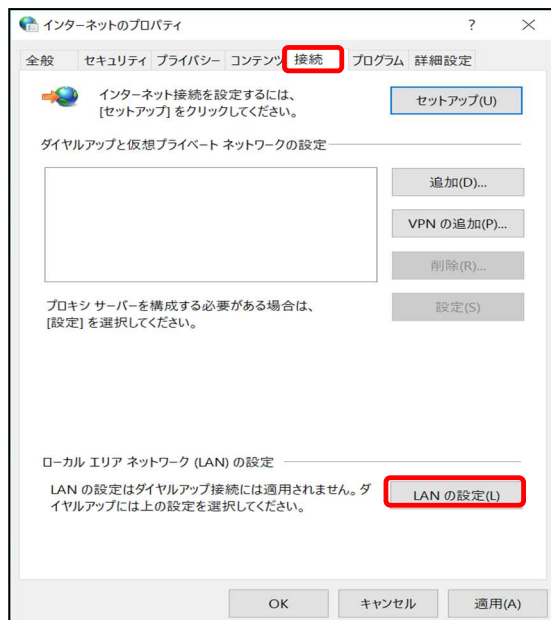 インターネットのプロパティ ? ×
全般 セキュリティ プライバシー コンテンツ 接続 プログラム 詳細設定
インターネット接続を設定するには、
[セットアップ] をクリックしてください。
セットアップ(U)
ダイヤルアップと仮想プライベート ネットワークの設定
追加(D)...
VPN の追加(P)...
削除(R)...
プロキシ サーバーを構成する必要がある場合は、
[設定] を選択してください。
設定(S)
ローカル エリア ネットワーク (LAN) の設定
LAN の設定はダイヤルアップ接続には適用されません。ダ
イヤルアップには上の設定を選択してください。
LAN の設定(L)
OK キャンセル 適用(A)